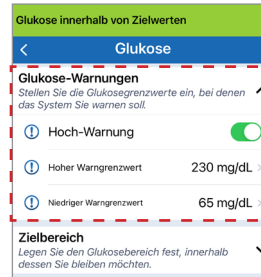 Glukose innerhalb von Zielwerten
Glukose
Glukose-Warnungen
Stellen Sie die Glukosegrenzwerte ein, bei denen
das System Sie warnen soll.
Hoch-Warnung
Hoher Warngrenzwert 230 mg/dL
Niedriger Warngrenzwert 65 mg/dL
Zielbereich
Legen Sie den Glukosebereich fest, innerhalb
dessen Sie bleiben möchten.